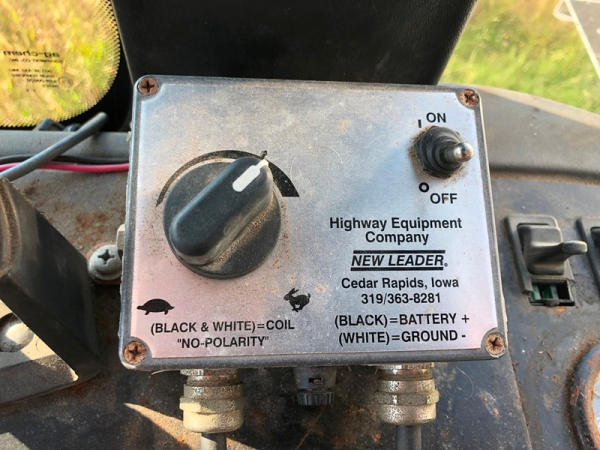 ON
OFF
Highway Equipment
Company
NEW LEADER®
Cedar Rapids, Iowa
319/363-8281
(BLACK & WHITE)=COIL
"NO-POLARITY"
(BLACK)=BATTERY +
(WHITE)=GROUND -